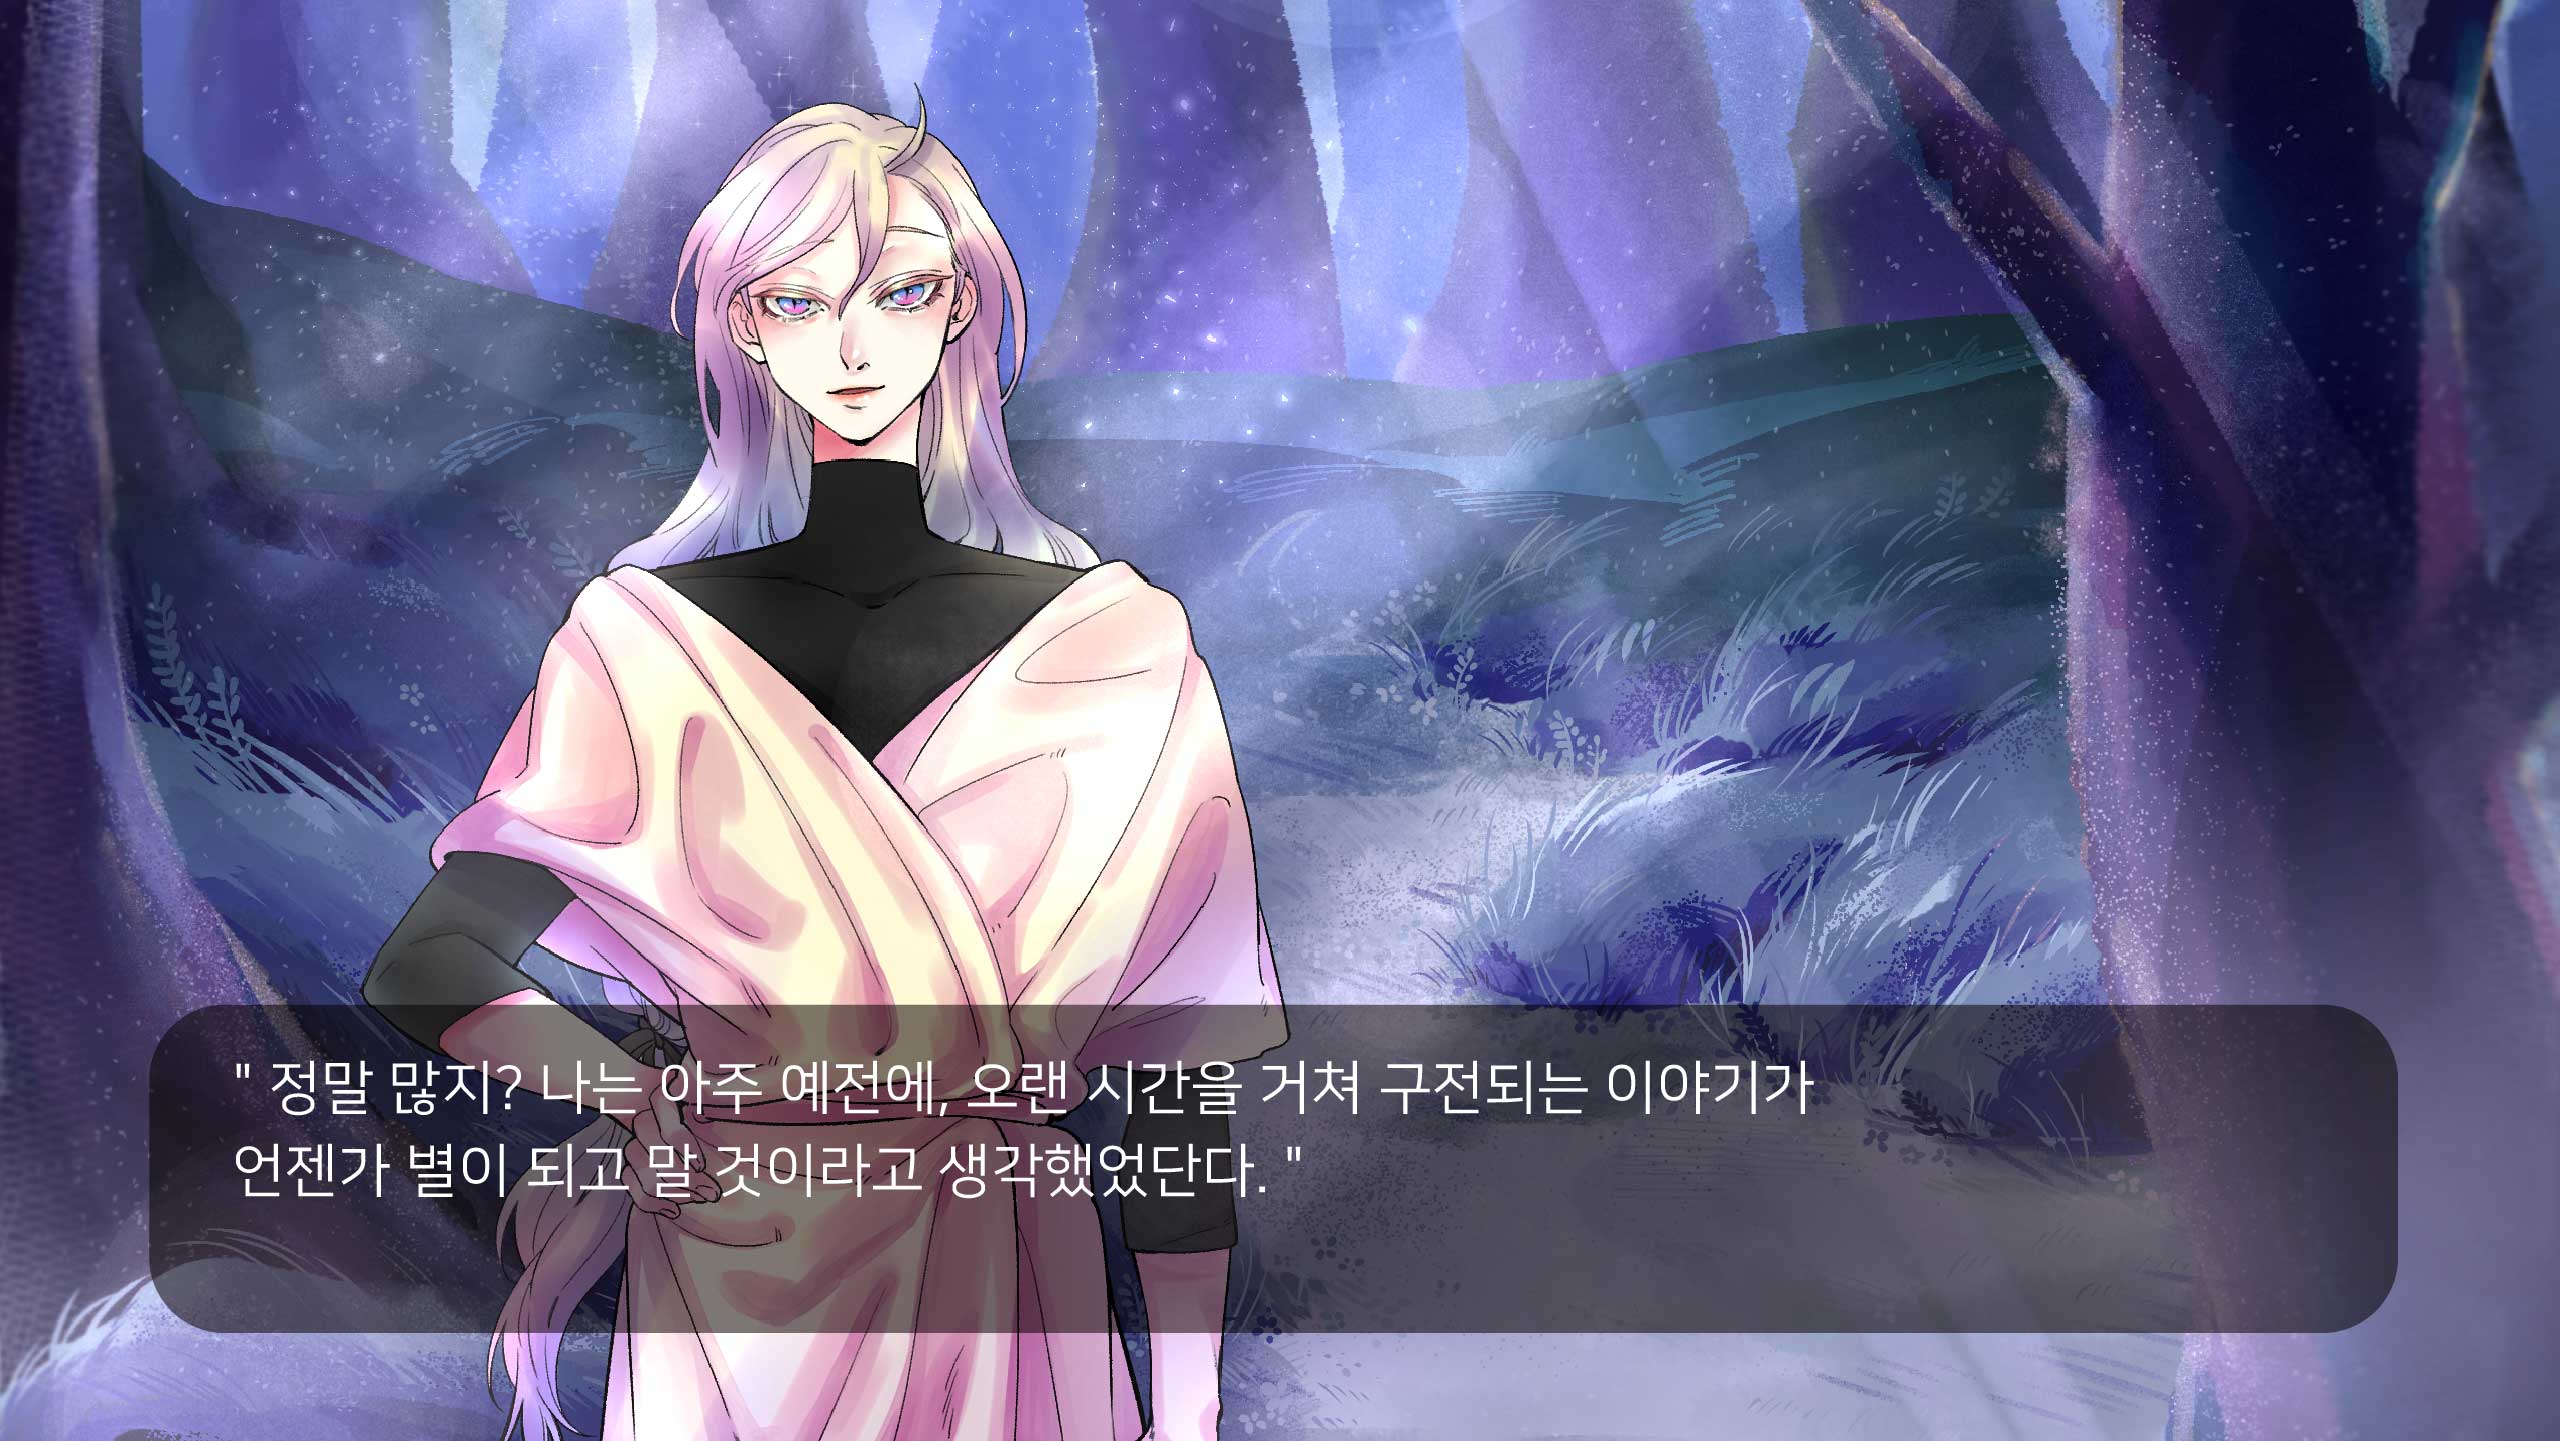 " 정말 많지? 나는 아주 예전에, 오랜 시간을 거쳐 구전되는 이야기가
언젠가 별이 되고 말 것이라고 생각했었단다. "